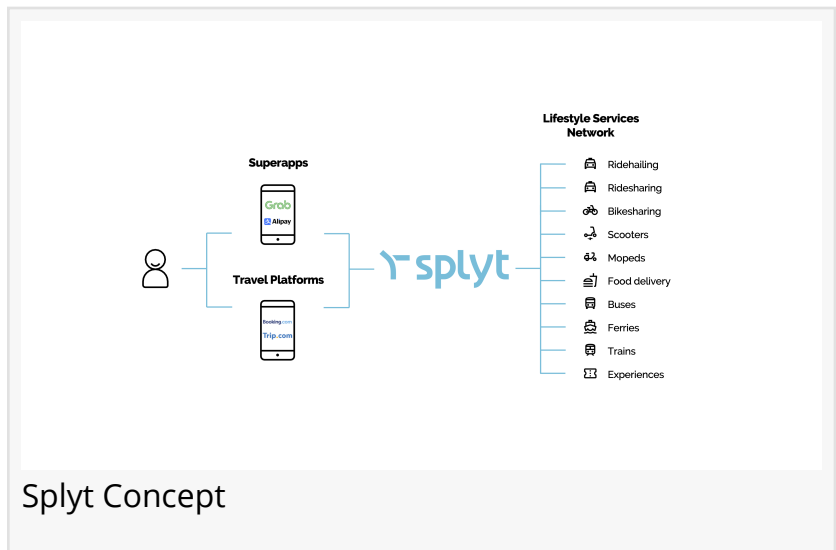 Superapps
Grab
Alipay
Travel Platforms
Booking.com
Trip.com
splyt
Lifestyle Services
Network
Ridehailing
Ridesharing
Bikesharing
Scooters
Mopeds
Food delivery
Buses
Ferries
Trains
Experiences
Splyt Concept